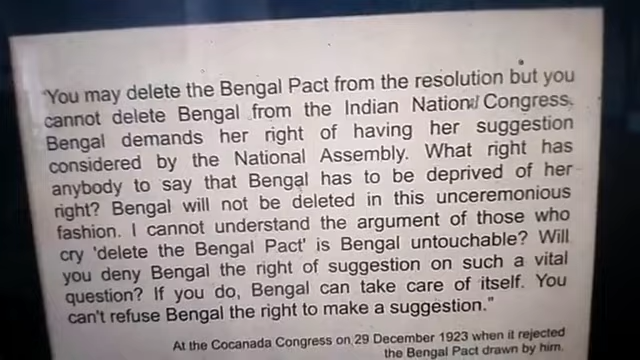 "You may delete the Bengal Pact from the resolution but you
cannot delete Bengal from the Indian National Congress.
Bengal demands her right of having her suggestion
considered by the National Assembly. What right has
anybody to say that Bengal has to be deprived of her
right? Bengal will not be deleted in this unceremonious
fashion. I cannot understand the argument of those who
cry 'delete the Bengal Pact' is Bengal untouchable? Will
you deny Bengal the right of suggestion on such a vital
question? If you do, Bengal can take care of itself. You
can't refuse Bengal the right to make a suggestion."
At the Cocanada Congress on 29 December 1923 when it rejected
the Bengal Pact drawn by him.